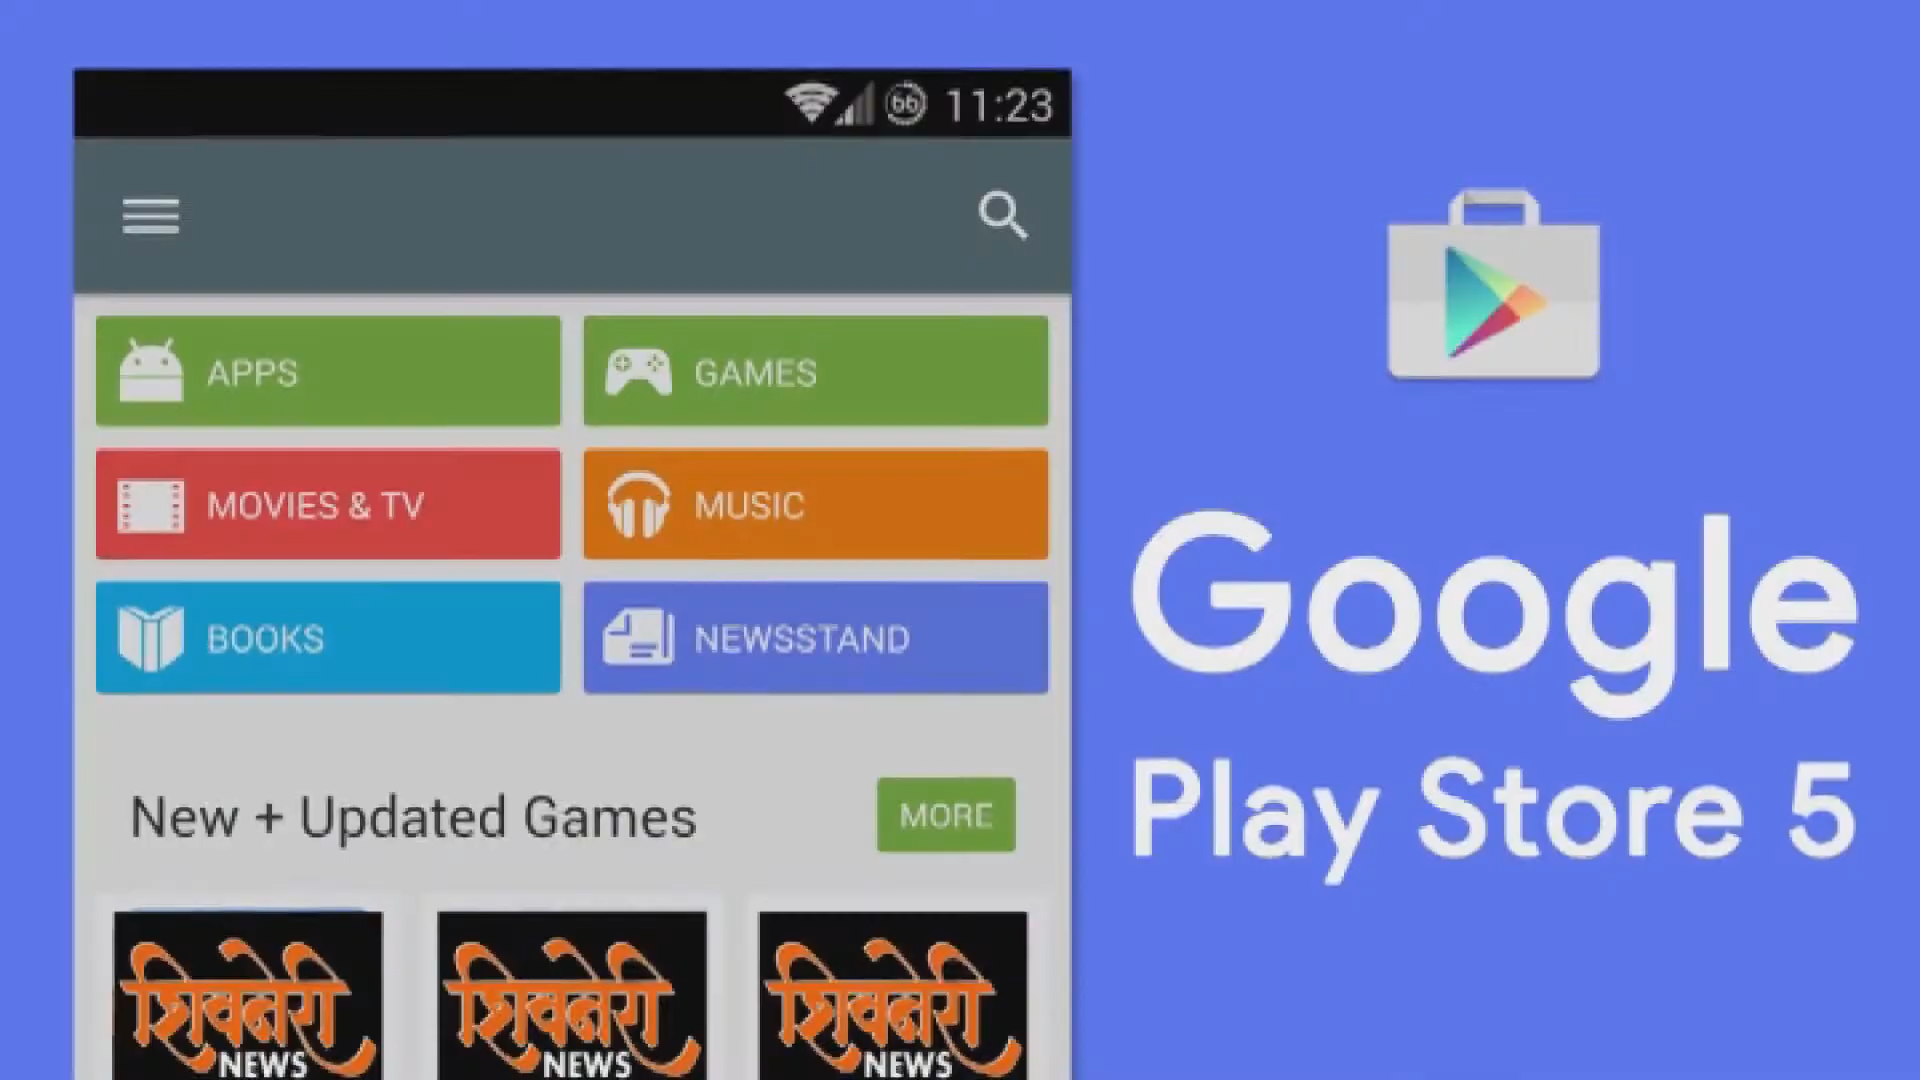 66 11:23
APPS
GAMES
MOVIES & TV
MUSIC
BOOKS
NEWSSTAND
New + Updated Games
MORE
शिवनेरी
NEWS
शिवनेरी
NEWS
शिवनेरी
NEWS
Google
Play Store 5